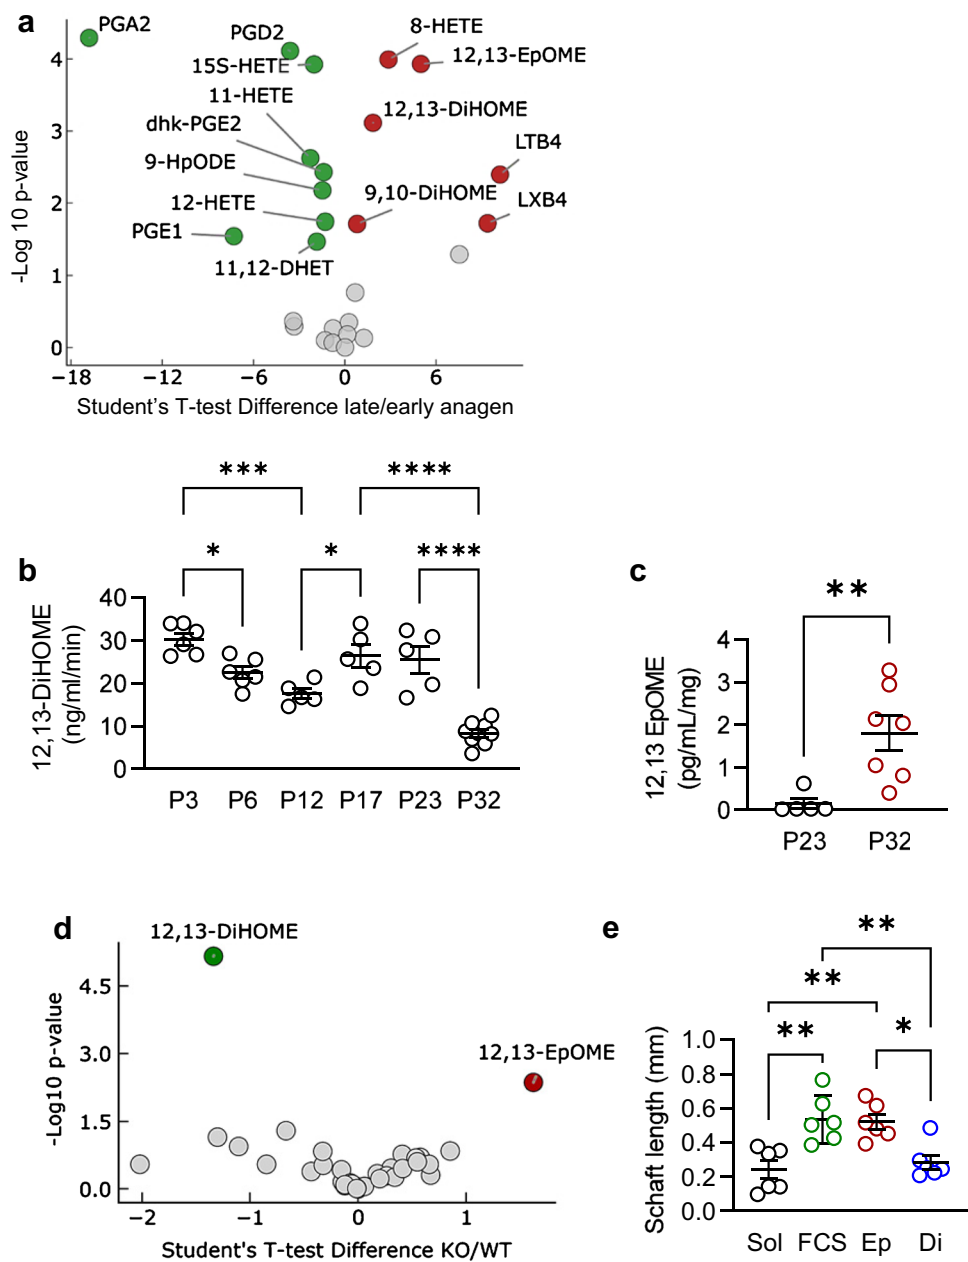 a
PGA2
PGD2
8-HETE
15S-HETE
12,13-EpOME
11-HETE
12,13-DiHOME
dhk-PGE2
LTB4
9-HpODE
9,10-DiHOME
12-HETE
LXB4
PGE1
11,12-DHET
-Log 10 p-value
4
3
2
1
0
-18 -12 -6 0 6
Student's T-test Difference late/early anagen
b
*** ****
* * ****
12,13-DiHOME
(ng/ml/min)
40
30
20
10
0
P3 P6 P12 P17 P23 P32
c
**
12,13 EpOME
(pg/mL/mg)
4
3
2
1
0
P23 P32
d
12,13-DiHOME
12,13-EpOME
-Log10 p-value
4.5
3.0
1.5
0.0
−2 −1 0 1
Student's T-test Difference KO/WT
e
**
**
** *
Schaft length (mm)
1.0
0.8
0.6
0.4
0.2
0.0
Sol FCS Ep Di